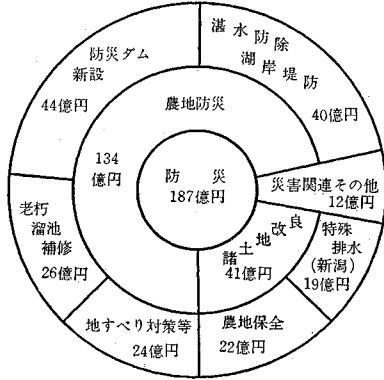 防災
187億円
農地防災
134
億円
諸土地改良
41億円
災害関連その他
12億円
防災ダム
新設
44億円
湛水防除
湖岸堤防
40億円
特殊
排水
(新潟)
19億円
農地保全
22億円
地すべり対策等
24億円
老朽
溜池
補修
26億円